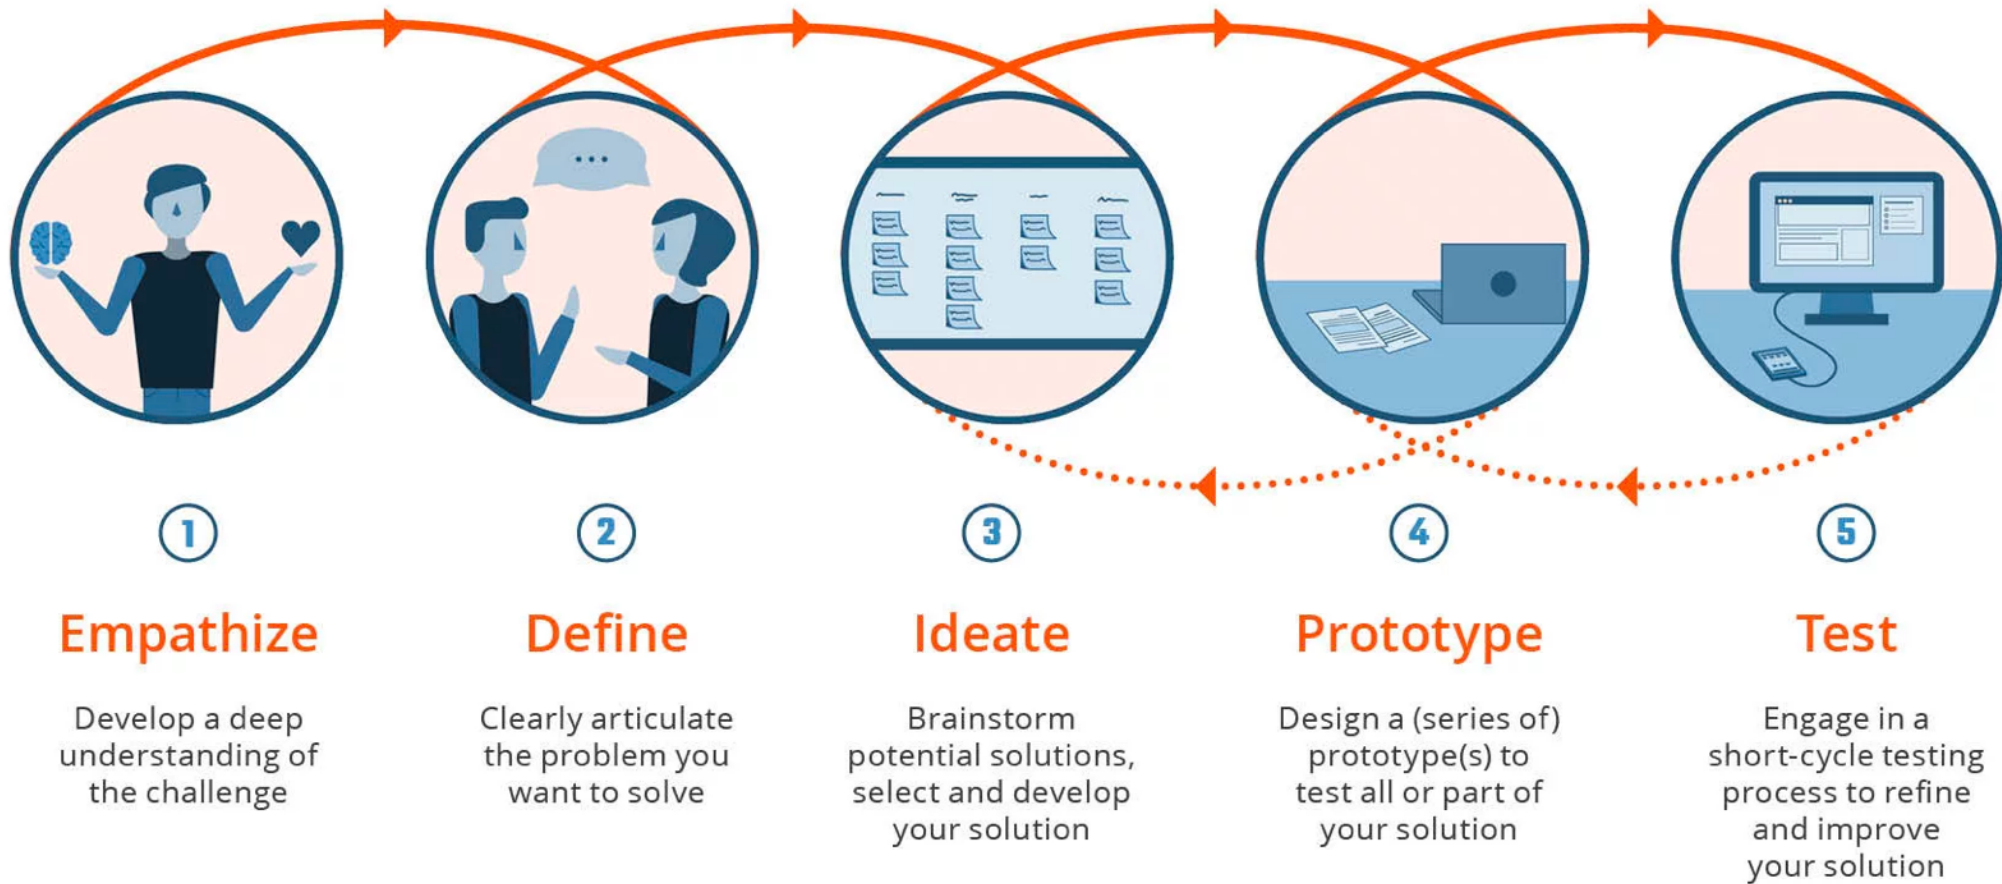 1
Empathize
Develop a deep
understanding of
the challenge
2
Define
Clearly articulate
the problem you
want to solve
3
Ideate
Brainstorm
potential solutions,
select and develop
your solution
4
Prototype
Design a (series of)
prototype(s) to
test all or part of
your solution
5
Test
Engage in a
short-cycle testing
process to refine
and improve
your solution